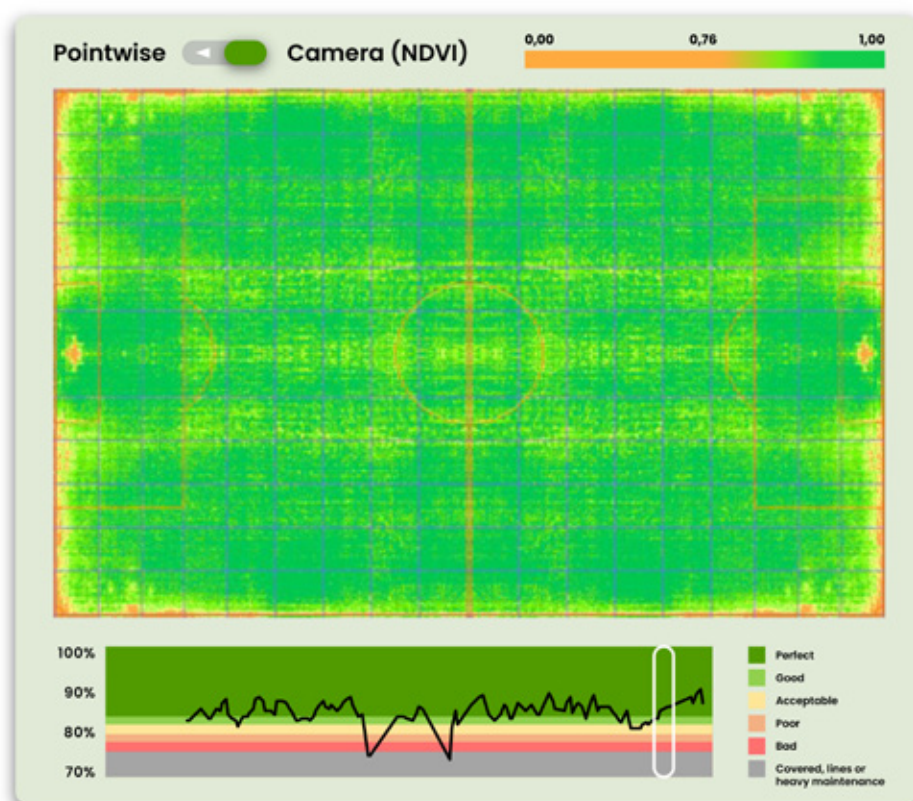 Pointwise
Camera (NDVI)
0,00 0,76 1,00
100%
90%
80%
70%
Perfect
Good
Acceptable
Poor
Bad
Covered, lines or
heavy maintenance